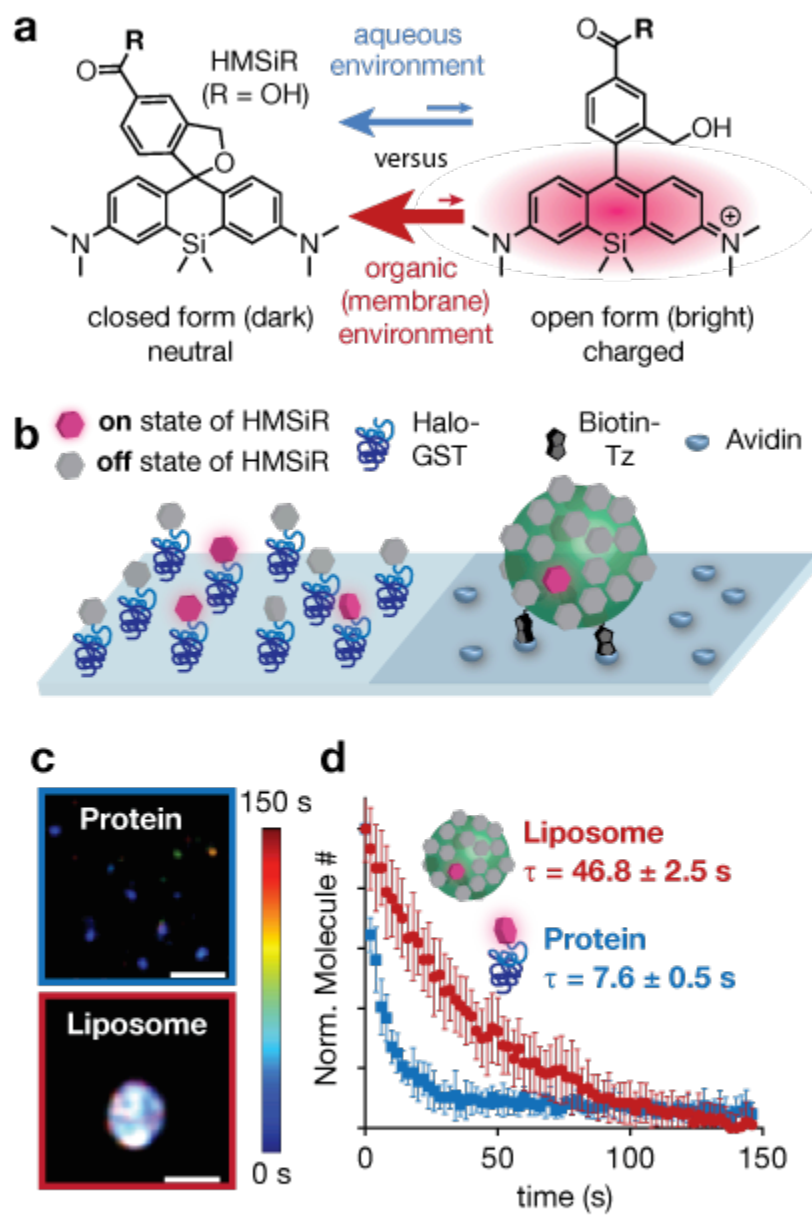 a
R
O
HMSiR
(R = OH)
O
N
Si
N
closed form (dark)
neutral
aqueous
environment
versus
organic
(membrane)
environment
R
O
OH
N
Si
N
⊕
open form (bright)
charged
b
on state of HMSiR
off state of HMSiR
Halo-
GST
Biotin-
Tz
Avidin
c
Protein
Liposome
150 s
0 s
d
Norm. Molecule #
Liposome
τ = 46.8 ± 2.5 s
Protein
τ = 7.6 ± 0.5 s
0
50
100
150
time (s)